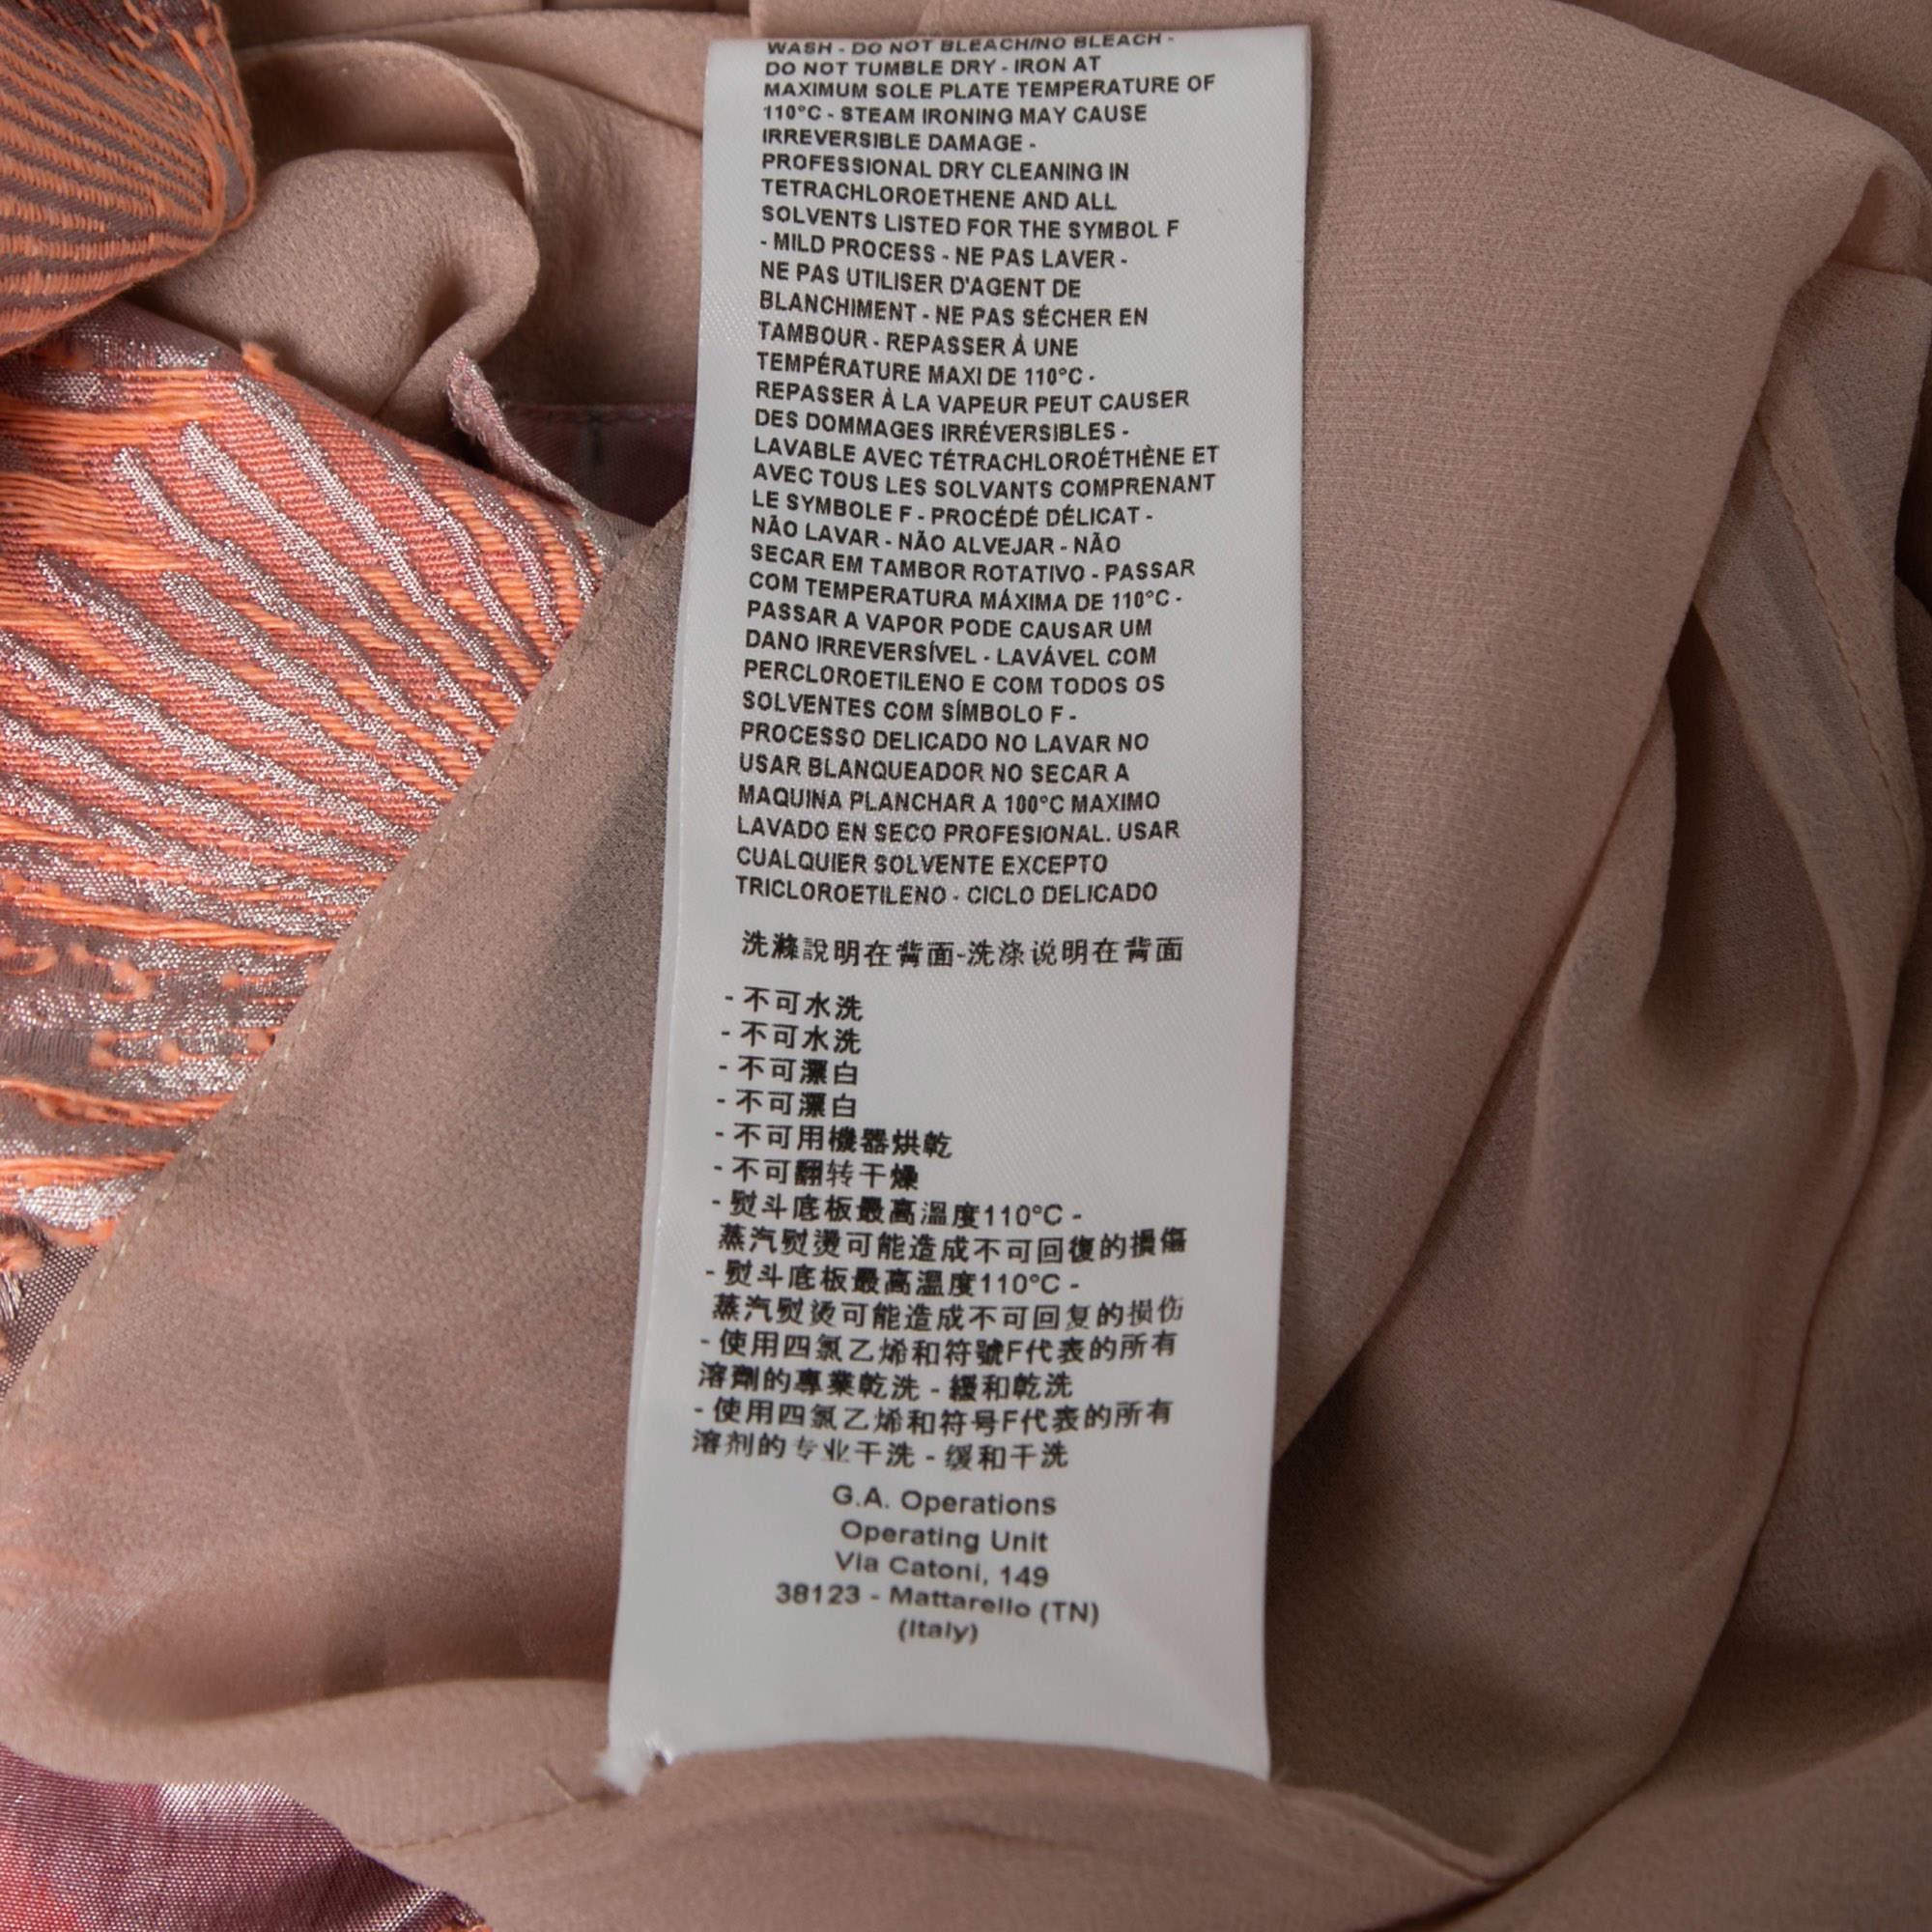 WASH - DO NOT BLEACH/NO BLEACH -
DO NOT TUMBLE DRY - IRON AT
MAXIMUM SOLE PLATE TEMPERATURE OF
110°C - STEAM IRONING MAY CAUSE
IRREVERSIBLE DAMAGE -
PROFESSIONAL DRY CLEANING IN
TETRACHLOROETHENE AND ALL
SOLVENTS LISTED FOR THE SYMBOL F
- MILD PROCESS - NE PAS LAVER -
NE PAS UTILISER D'AGENT DE
BLANCHIMENT - NE PAS SÉCHER EN
TAMBOUR - REPASSER À UNE
TEMPÉRATURE MAXI DE 110°C -
REPASSER À LA VAPEUR PEUT CAUSER
DES DOMMAGES IRRÉVERSIBLES -
LAVABLE AVEC TÉTRACHLOROÉTHÈNE ET
AVEC TOUS LES SOLVANTS COMPRENANT
LE SYMBOLE F - PROCÉDÉ DÉLICAT -
NÃO LAVAR - NÃO ALVEJAR - NÃO
SECAR EM TAMBOR ROTATIVO - PASSAR
COM TEMPERATURA MÁXIMA DE 110°C -
PASSAR A VAPOR PODE CAUSAR UM
DANO IRREVERSÍVEL - LAVÁVEL COM
PERCLOROETILENO E COM TODOS OS
SOLVENTES COM SÍMBOLO F -
PROCESSO DELICADO NO LAVAR NO
USAR BLANQUEADOR NO SECAR A
MAQUINA PLANCHAR A 100°C MAXIMO
LAVADO EN SECO PROFESIONAL. USAR
CUALQUIER SOLVENTE EXCEPTO
TRICLOROETILENO - CICLO DELICADO
洗滌說明在背面-洗涤说明在背面
- 不可水洗
- 不可水洗
- 不可漂白
- 不可漂白
- 不可用機器烘乾
- 不可翻转干燥
- 熨斗底板最高溫度110°C -
蒸汽熨燙可能造成不可回復的損傷
- 熨斗底板最高温度110°C -
蒸汽熨烫可能造成不可回复的损伤
- 使用四氯乙烯和符號F代表的所有
溶劑的專業乾洗 - 緩和乾洗
- 使用四氯乙烯和符号F代表的所有
溶剂的专业干洗 - 缓和干洗
G.A. Operations
Operating Unit
Via Catoni, 149
38123 - Mattarello (TN)
(Italy)